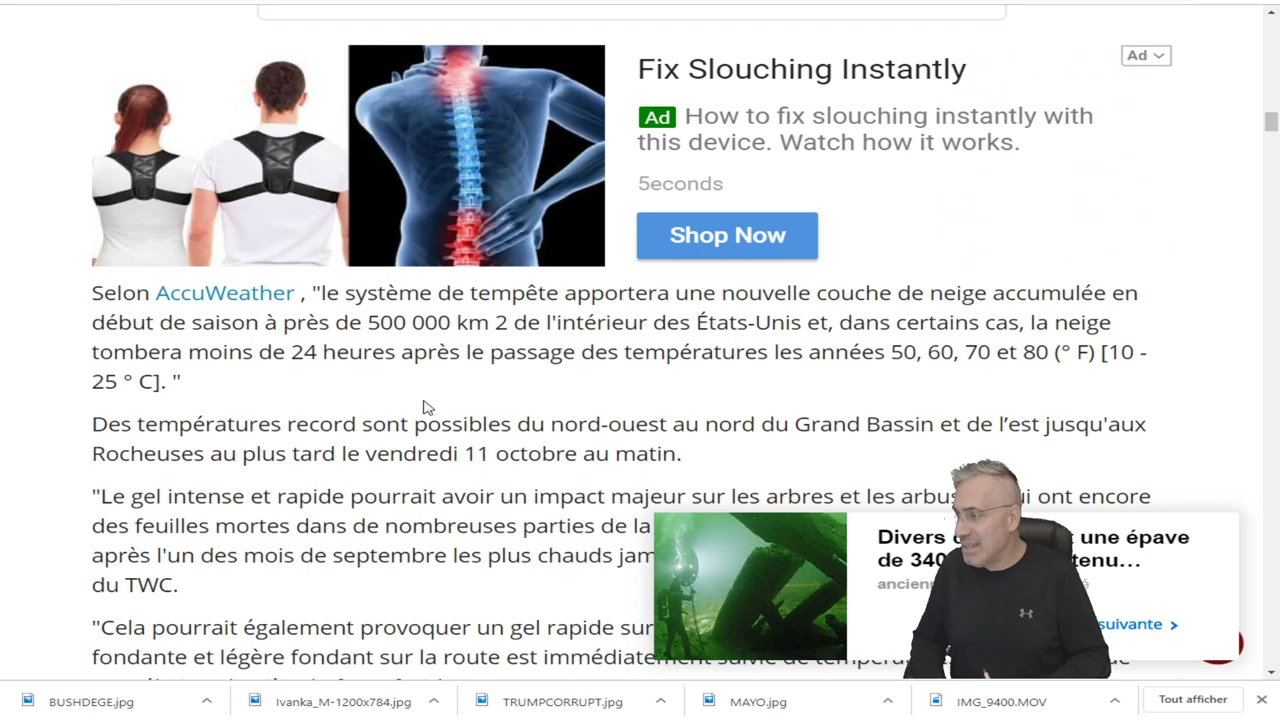 Fix Slouching Instantly
Ad
Ad How to fix slouching instantly with
this device. Watch how it works.
5econds
Shop Now
Selon AccuWeather , "le système de tempête apportera une nouvelle couche de neige accumulée en
début de saison à près de 500 000 km 2 de l'intérieur des États-Unis et, dans certains cas, la neige
tombera moins de 24 heures après le passage des températures les années 50, 60, 70 et 80 (° F) [10 -
25 ° C]. "
Des températures record sont possibles du nord-ouest au nord du Grand Bassin et de l’est jusqu'aux
Rocheuses au plus tard le vendredi 11 octobre au matin.
"Le gel intense et rapide pourrait avoir un impact majeur sur les arbres et les ont encore
des feuilles mortes dans de nombreuses parties de la
après l'un des mois de septembre les plus chauds
du TWC.
"Cela pourrait également provoquer un gel rapide sur
fondante et légère fondant sur la route est
Divers une épave
de
suivante >
BUSHDEGE.jpg
Ivanka_M-1200x784.jpg
TRUMPCORRUPT.jpg
MAYO.jpg
IMG_9400.MOV
Tout afficher